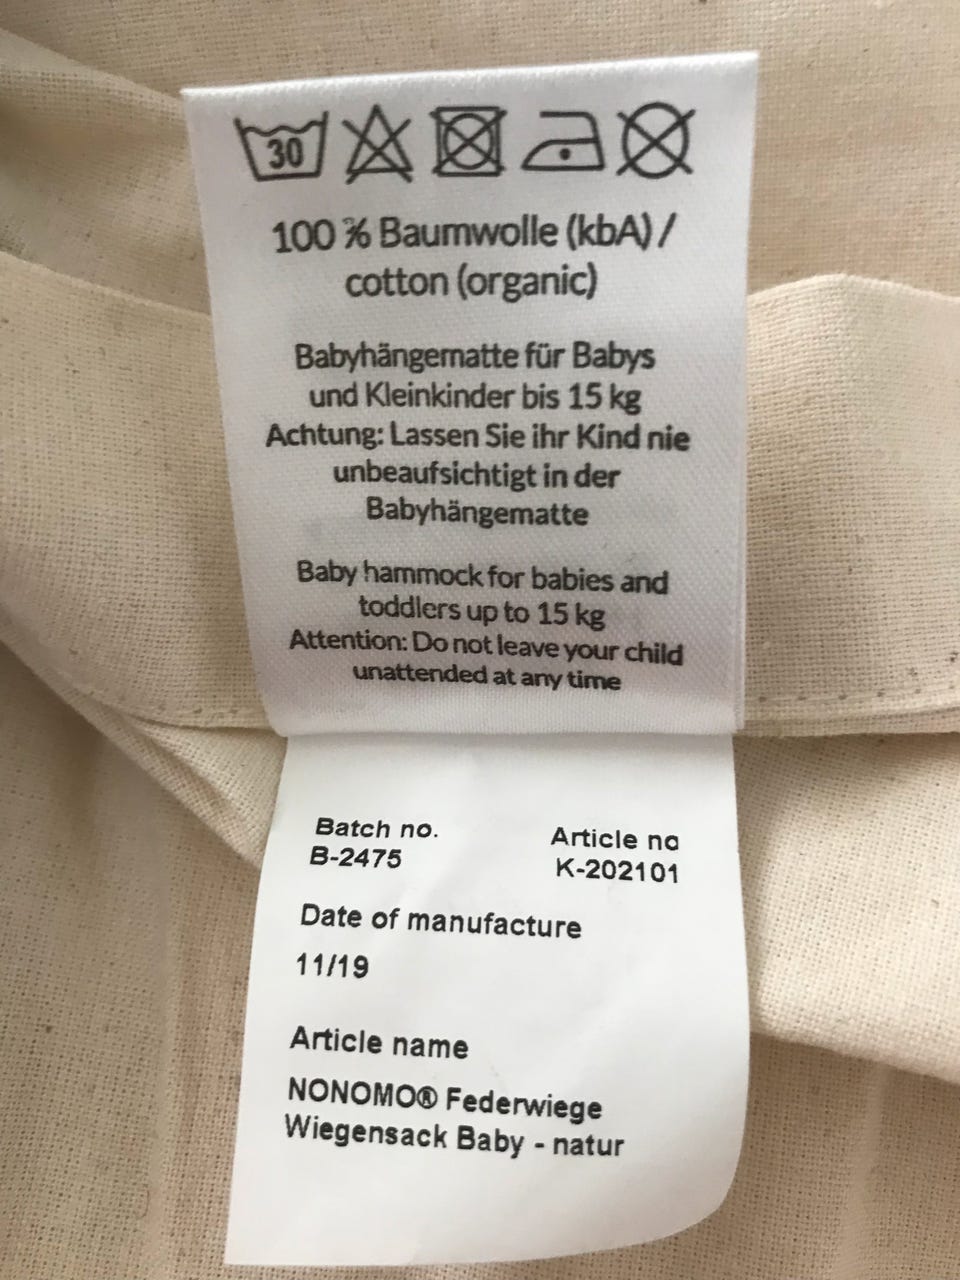 30
100 % Baumwolle (kbA) /
cotton (organic)
Babyhängematte für Babys
und Kleinkinder bis 15 kg
Achtung: Lassen Sie ihr Kind nie
unbeaufsichtigt in der
Babyhängematte
Baby hammock for babies and
toddlers up to 15 kg
Attention: Do not leave your child
unattended at any time
Batch no. Article no
B-2475 K-202101
Date of manufacture
11/19
Article name
NONOMO® Federwiege
Wiegensack Baby - natur